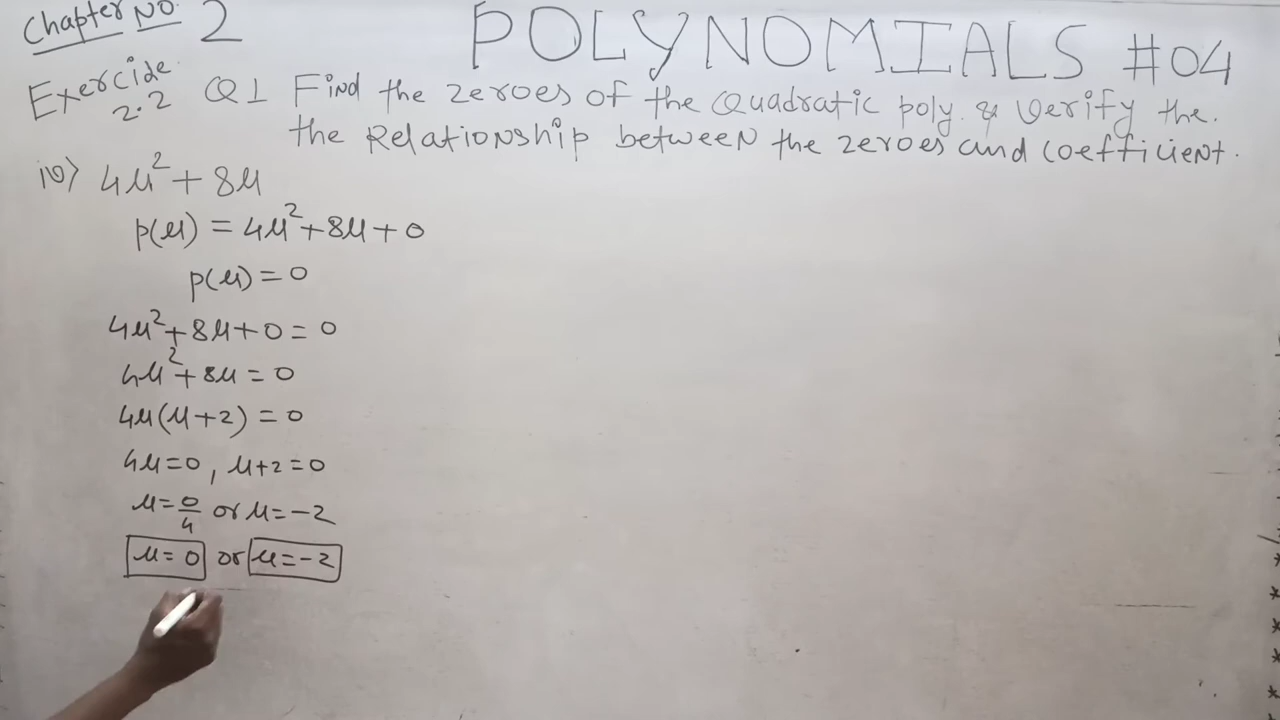 Chapter No. 2
POLYNOMIALS #04
Exercide 2.2
Q1 Find the zeroes of the Quadratic poly. & Verify the.
the Relationship between the zeroes and coefficient.
iv) 4u² + 8u
p(u) = 4u² + 8u + 0
p(u) = 0
4u² + 8u + 0 = 0
4u² + 8u = 0
4u(u+2) = 0
4u = 0, u+2 = 0
u = 0/4 or u = -2
u = 0 or u = -2